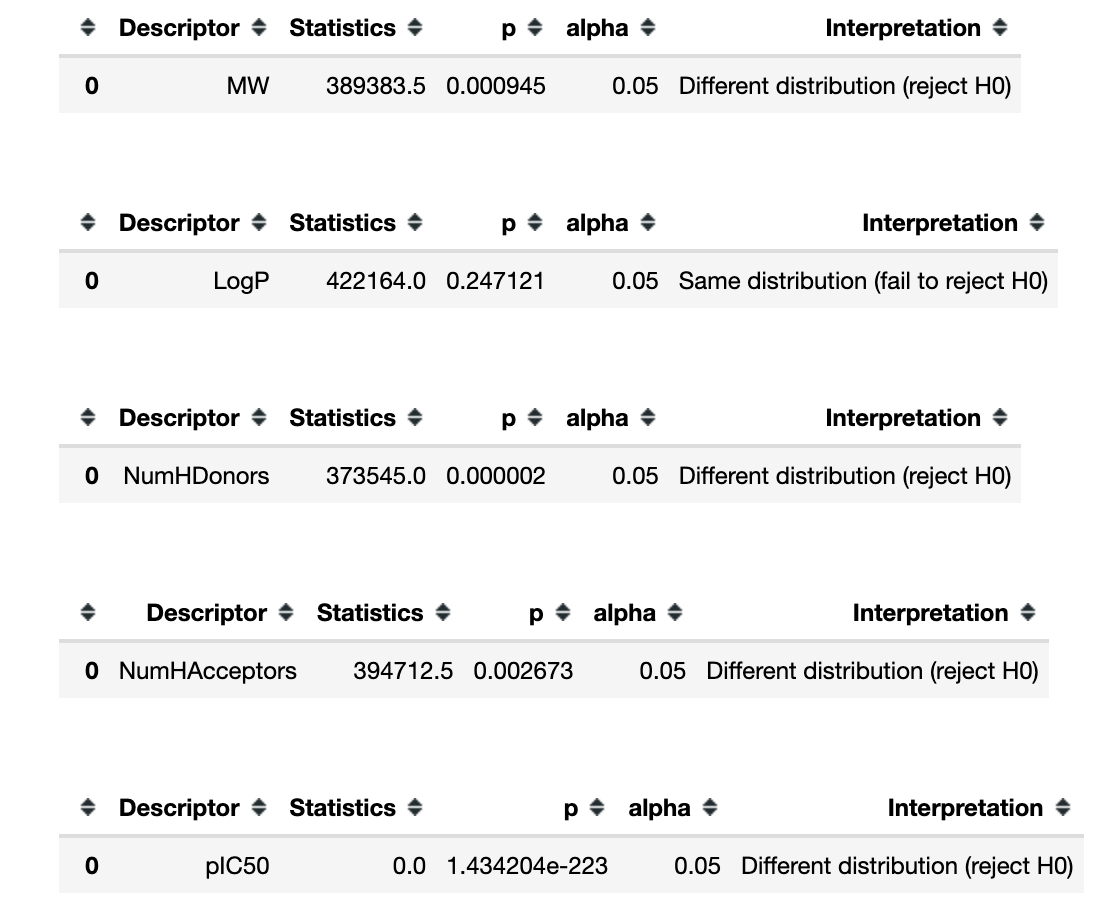 Descriptor Statistics p alpha Interpretation
0 MW 389383.5 0.000945 0.05 Different distribution (reject H0)
Descriptor Statistics p alpha Interpretation
0 LogP 422164.0 0.247121 0.05 Same distribution (fail to reject H0)
Descriptor Statistics p alpha Interpretation
0 NumHDonors 373545.0 0.000002 0.05 Different distribution (reject H0)
Descriptor Statistics p alpha Interpretation
0 NumHAcceptors 394712.5 0.002673 0.05 Different distribution (reject H0)
Descriptor Statistics p alpha Interpretation
0 pIC50 0.0 1.434204e-223 0.05 Different distribution (reject H0)